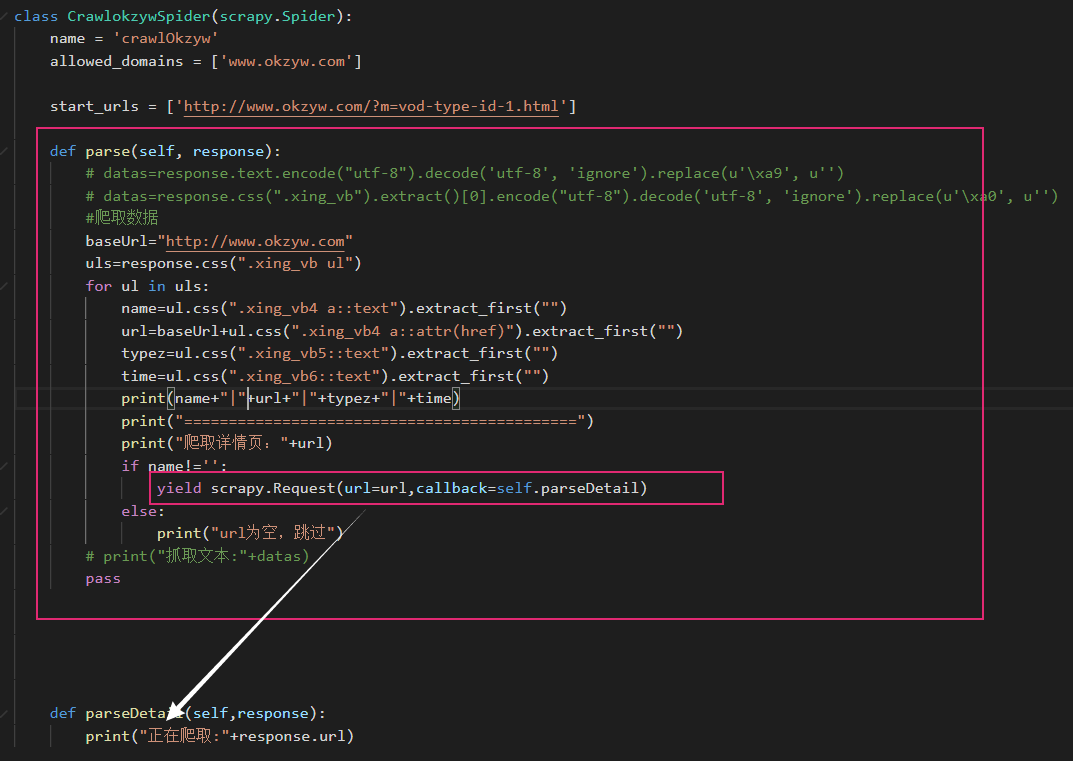 class CrawlokzywSpider(scrapy.Spider):
    name = 'crawlOkzyw'
    allowed_domains = ['www.okzyw.com']
    start_urls = ['http://www.okzyw.com/?m=vod-type-id-1.html']
    def parse(self, response):
        # datas=response.text.encode("utf-8").decode('utf-8', 'ignore').replace(u'\xa9', u'')
        # datas=response.css(".xing_vb").extract()[0].encode("utf-8").decode('utf-8', 'ignore').replace(u'\xa0', u'')
        #爬取数据
        baseUrl="http://www.okzyw.com"
        uls=response.css(".xing_vb ul")
        for ul in uls:
            name=ul.css(".xing_vb4 a::text").extract_first("")
            url=baseUrl+ul.css(".xing_vb4 a::attr(href)").extract_first("")
            typez=ul.css(".xing_vb5::text").extract_first("")
            time=ul.css(".xing_vb6::text").extract_first("")
            print(name+"|"+url+"|"+typez+"|"+time)
            print("============================================")
            print("爬取详情页："+url)
            if name!='':
                yield scrapy.Request(url=url,callback=self.parseDetail)
            else:
                print("url为空，跳过")
        # print("抓取文本:"+datas)
        pass
    def parseDetail(self,response):
        print("正在爬取:"+response.url)